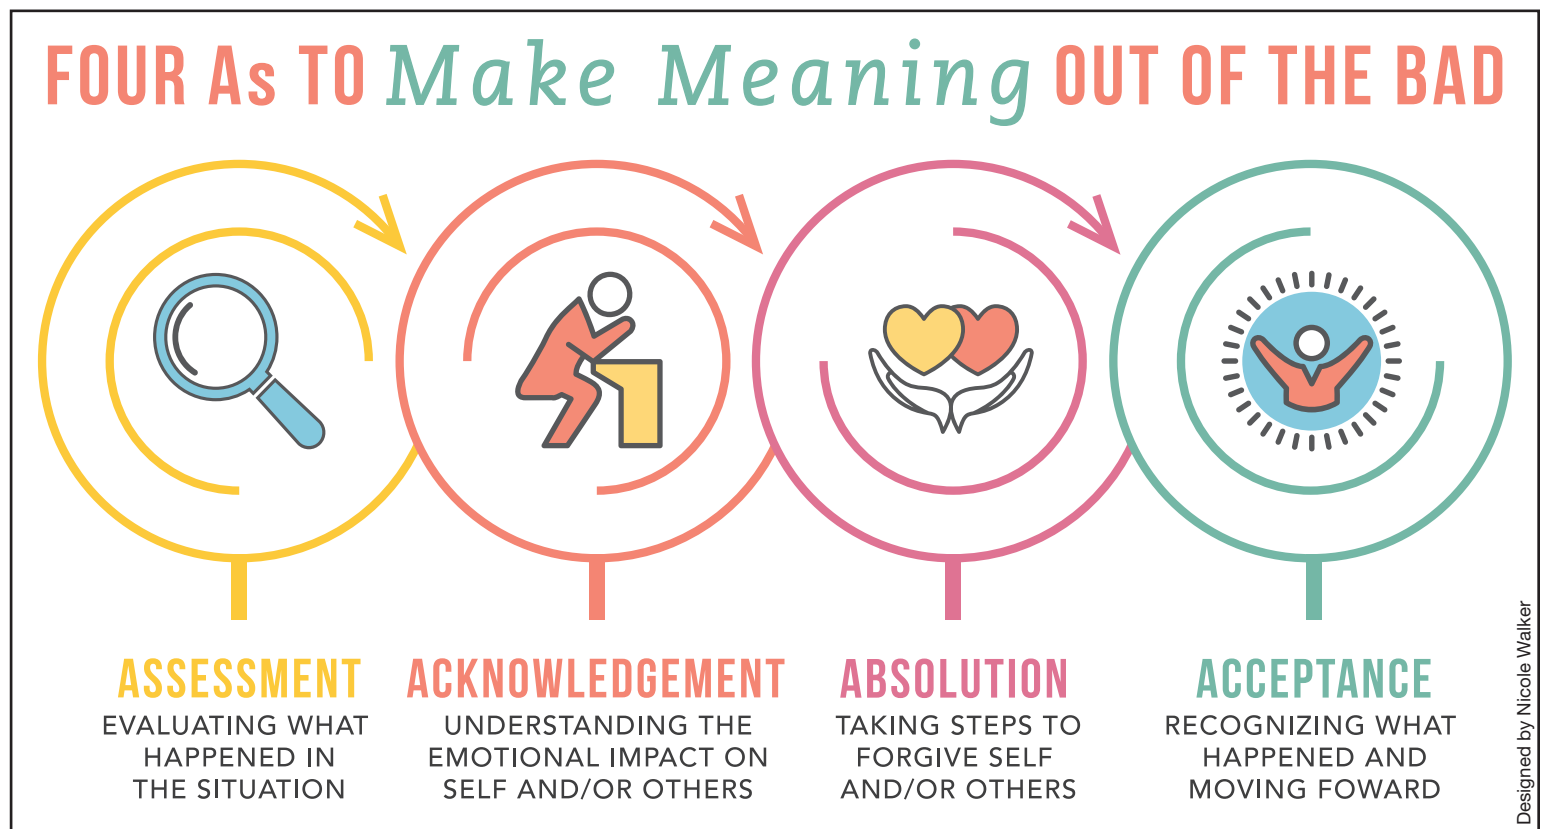 FOUR As TO Make Meaning OUT OF THE BAD
ASSESSMENT
EVALUATING WHAT
HAPPENED IN
THE SITUATION
ACKNOWLEDGEMENT
UNDERSTANDING THE
EMOTIONAL IMPACT ON
SELF AND/OR OTHERS
ABSOLUTION
TAKING STEPS TO
FORGIVE SELF
AND/OR OTHERS
ACCEPTANCE
RECOGNIZING WHAT
HAPPENED AND
MOVING FOWARD
Designed by Nicole Walker